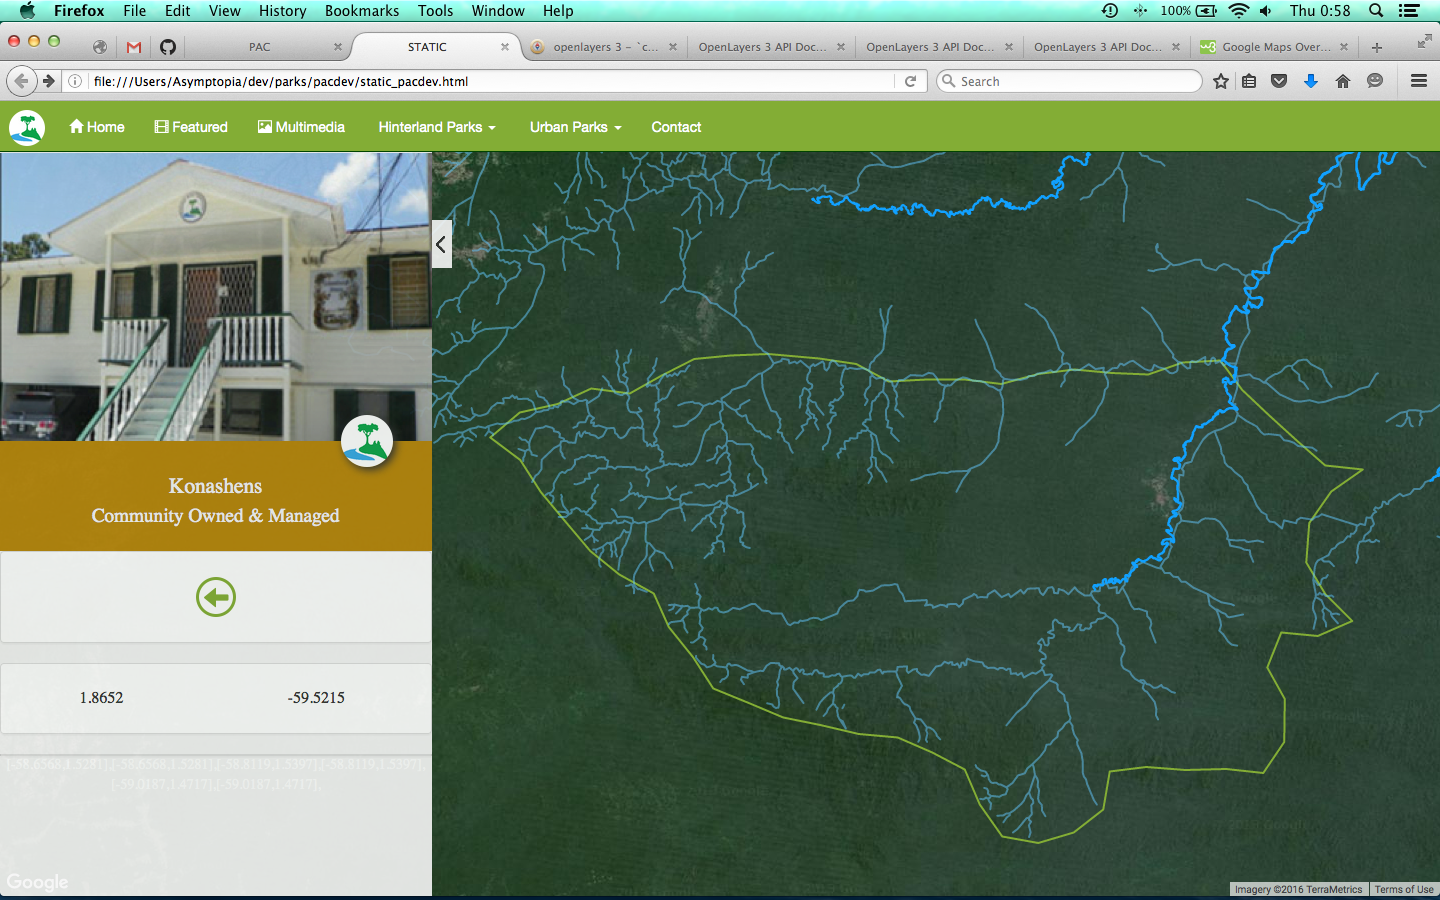 Firefox File Edit View History Bookmarks Tools Window Help 100% Thu 0:58
PAC STATIC openlayers 3 - `c... OpenLayers 3 API Doc... OpenLayers 3 API Doc... OpenLayers 3 API Doc... Google Maps Over...
file:///Users/Asymptopia/dev/parks/pacdev/static_pacdev.html Search
Home Featured Multimedia Hinterland Parks Urban Parks Contact
Konashens
Community Owned & Managed
1.8652 -59.5215
[-58.6568,1.5281],[-58.6568,1.5281],[-58.8119,1.5397],[-58.8119,1.5397],
[-59.0187,1.4717],[-59.0187,1.4717],
Google
Imagery ©2016 TerraMetrics Terms of Use